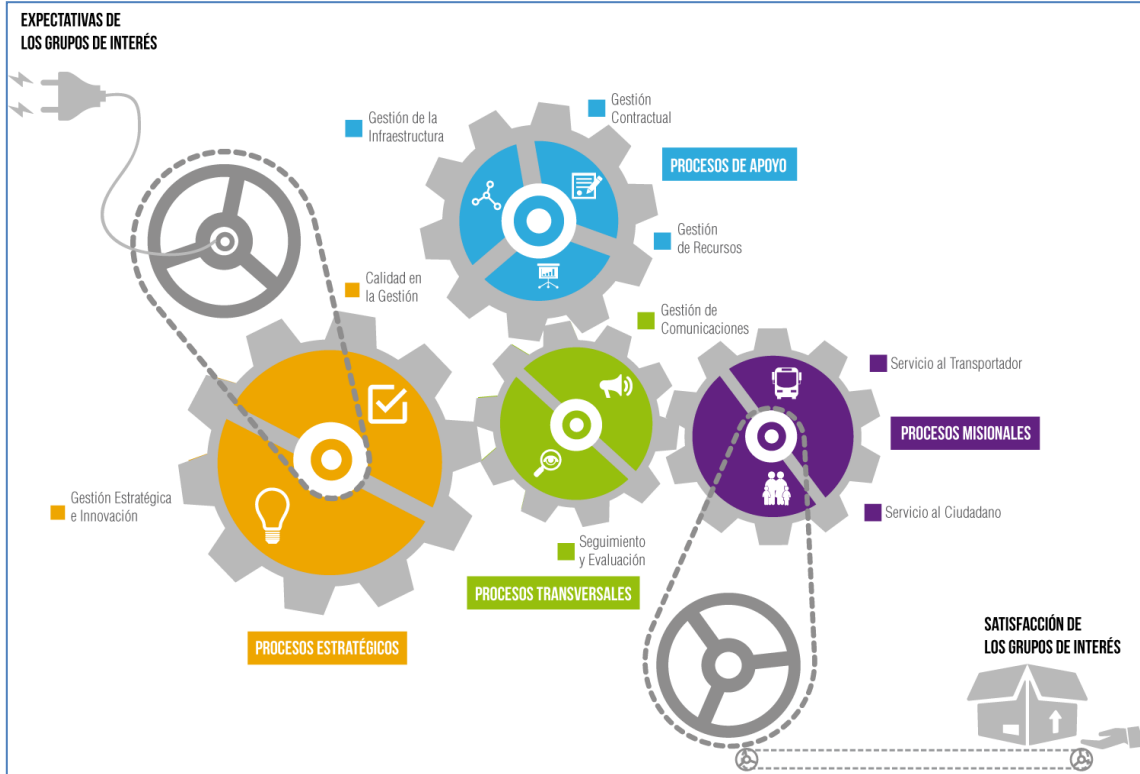 EXPECTATIVAS DE
LOS GRUPOS DE INTERÉS
Gestión de la
Infraestructura
Gestión
Contractual
PROCESOS DE APOYO
Gestión
de Recursos
Calidad en
la Gestión
Gestión de
Comunicaciones
Servicio al Transportador
PROCESOS MISIONALES
Gestión Estratégica
e Innovación
Servicio al Ciudadano
Seguimiento
y Evaluación
PROCESOS TRANSVERSALES
PROCESOS ESTRATÉGICOS
SATISFACCIÓN DE
LOS GRUPOS DE INTERÉS